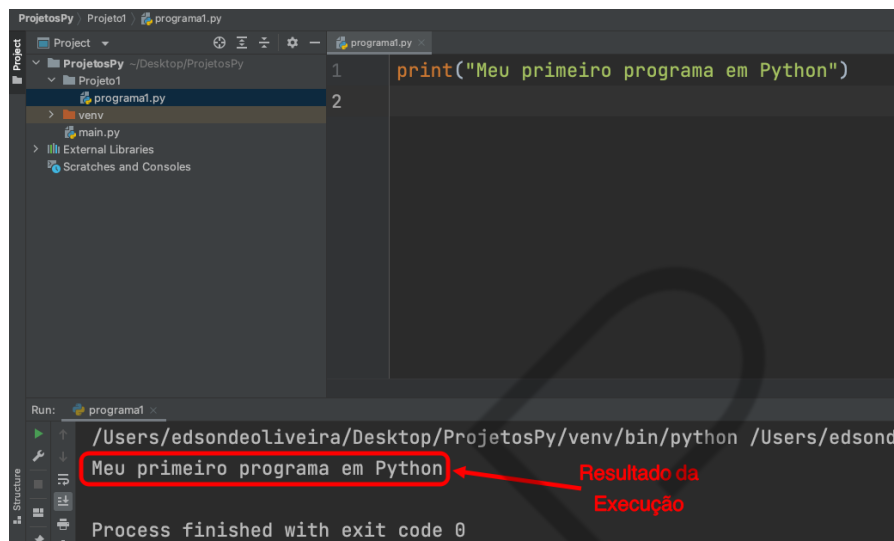 ProjetosPy Projeto1 programa1.py
Project
Project
programa1.py
ProjetosPy ~/Desktop/ProjetosPy
Projeto1
programa1.py
venv
main.py
External Libraries
Scratches and Consoles
1 print("Meu primeiro programa em Python")
2
Run: programa1
/Users/edsondeoliveira/Desktop/ProjetosPy/venv/bin/python /Users/edsond
Meu primeiro programa em Python
Resultado da
Execução
Structure
Process finished with exit code 0